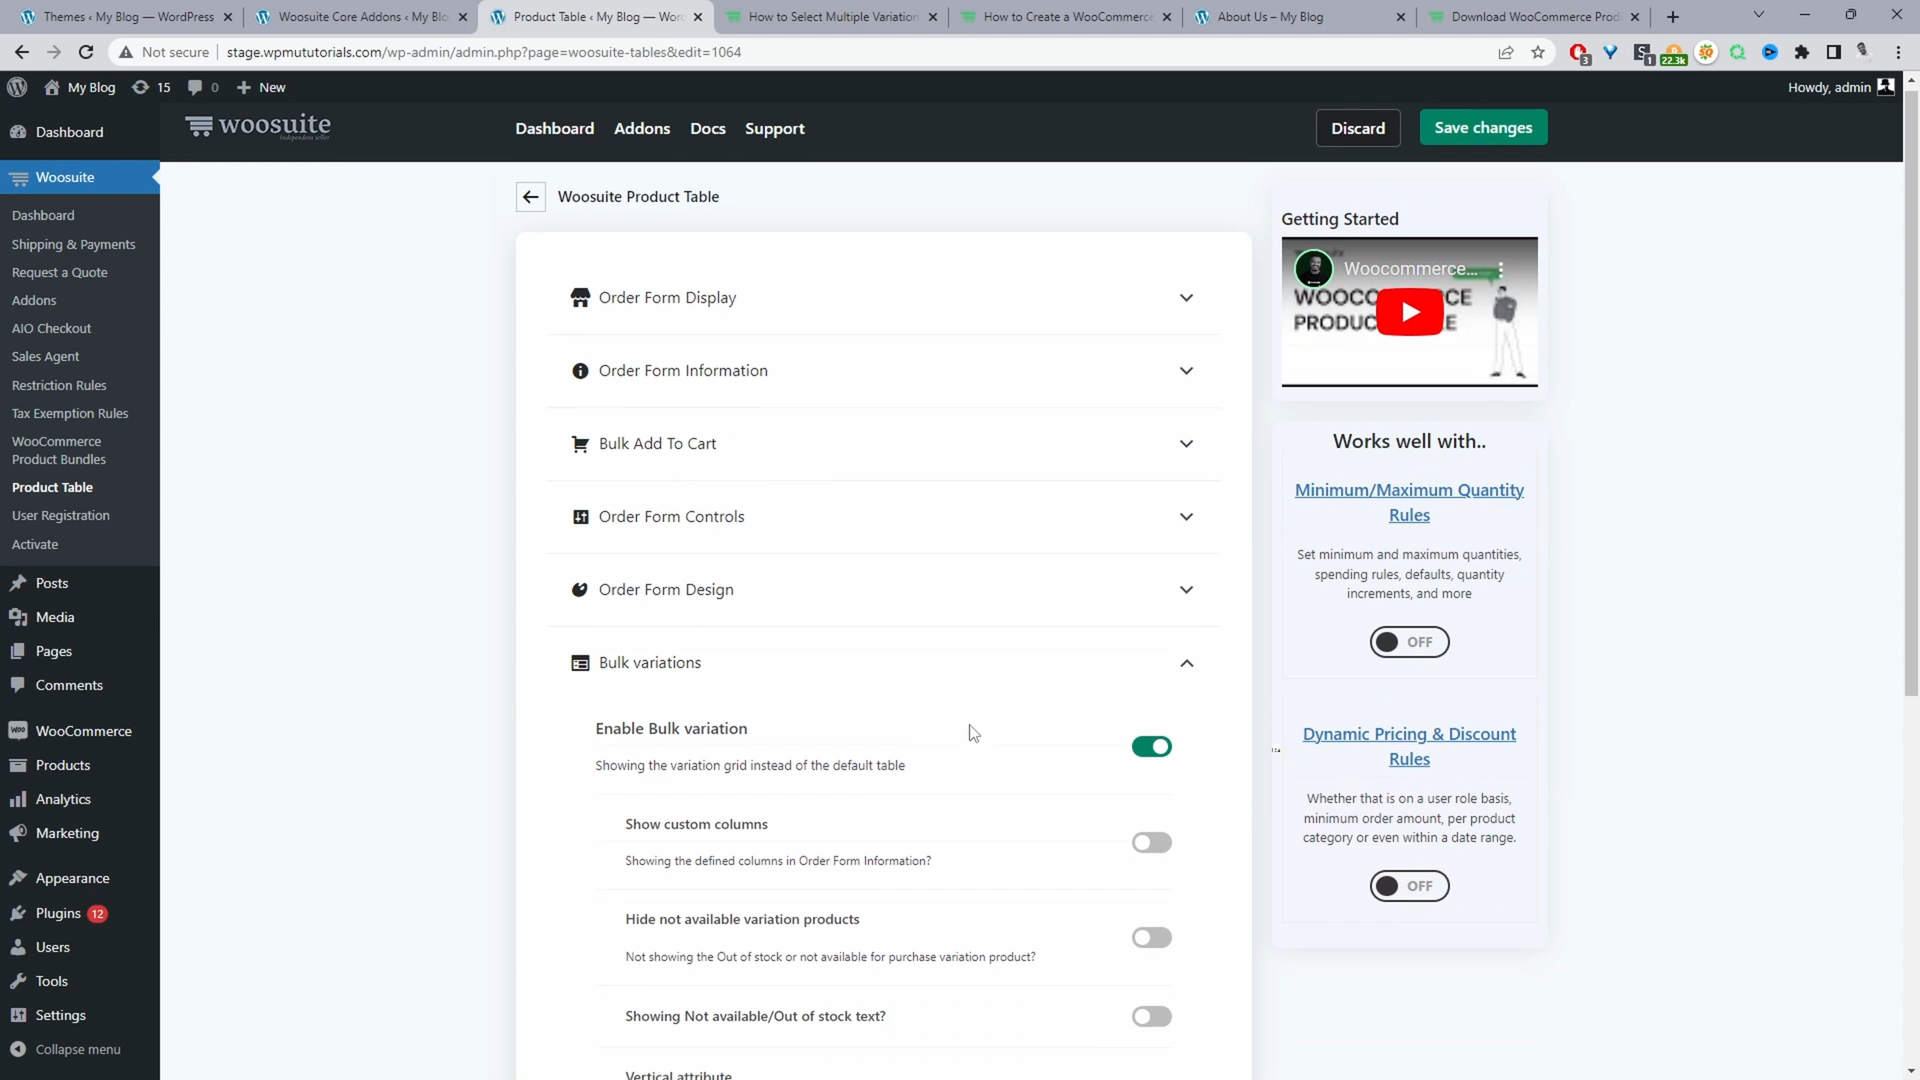 Themes ‹ My Blog — WordPress
Woosuite Core Addons ‹ My Blo
Product Table ‹ My Blog — Wor
How to Select Multiple Variation
How to Create a WooCommerce
About Us – My Blog
Download WooCommerce Prod
Not secure
stage.wpmututorials.com/wp-admin/admin.php?page=woosuite-tables&edit=1064
3
1
22.3k
My Blog
15
0
New
Howdy, admin
woosuite
Dashboard
Addons
Docs
Support
Discard
Save changes
Dashboard
Woosuite
Dashboard
Shipping & Payments
Request a Quote
Addons
AIO Checkout
Sales Agent
Restriction Rules
Tax Exemption Rules
WooCommerce
Product Bundles
Product Table
User Registration
Activate
Posts
Media
Pages
Comments
WooCommerce
Products
Analytics
Marketing
Appearance
Plugins 12
Users
Tools
Settings
Collapse menu
Woosuite Product Table
Order Form Display
Order Form Information
Bulk Add To Cart
Order Form Controls
Order Form Design
Bulk variations
Enable Bulk variation
Showing the variation grid instead of the default table
Show custom columns
Showing the defined columns in Order Form Information?
Hide not available variation products
Not showing the Out of stock or not available for purchase variation product?
Showing Not available/Out of stock text?
Vertical attribute
Getting Started
Woocommerce...
Works well with..
Minimum/Maximum Quantity
Rules
Set minimum and maximum quantities,
spending rules, defaults, quantity
increments, and more
OFF
Dynamic Pricing & Discount
Rules
Whether that is on a user role basis,
minimum order amount, per product
category or even within a date range.
OFF